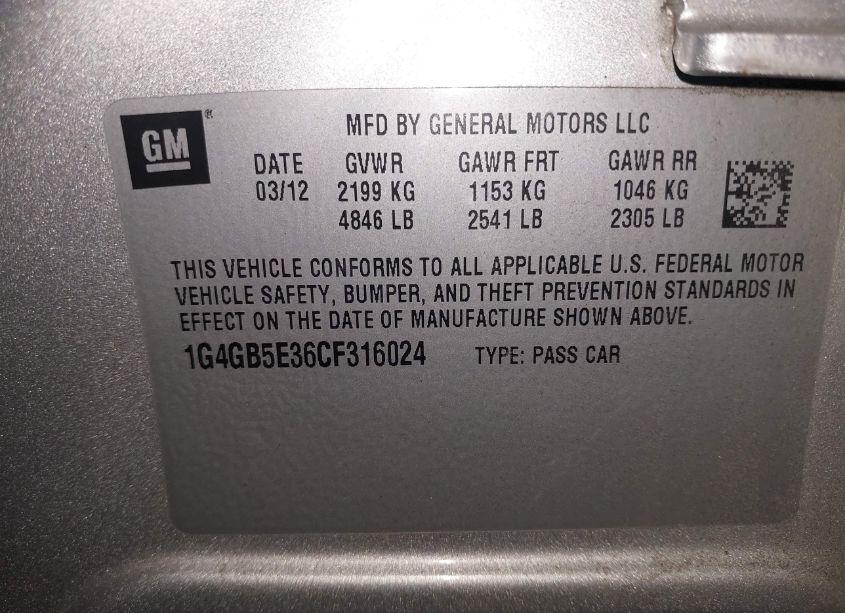 GM ®
MFD BY GENERAL MOTORS LLC
DATE GVWR GAWR FRT GAWR RR
03/12 2199 KG 1153 KG 1046 KG
4846 LB 2541 LB 2305 LB
THIS VEHICLE CONFORMS TO ALL APPLICABLE U.S. FEDERAL MOTOR
VEHICLE SAFETY, BUMPER, AND THEFT PREVENTION STANDARDS IN
EFFECT ON THE DATE OF MANUFACTURE SHOWN ABOVE.
1G4GB5E36CF316024 TYPE: PASS CAR